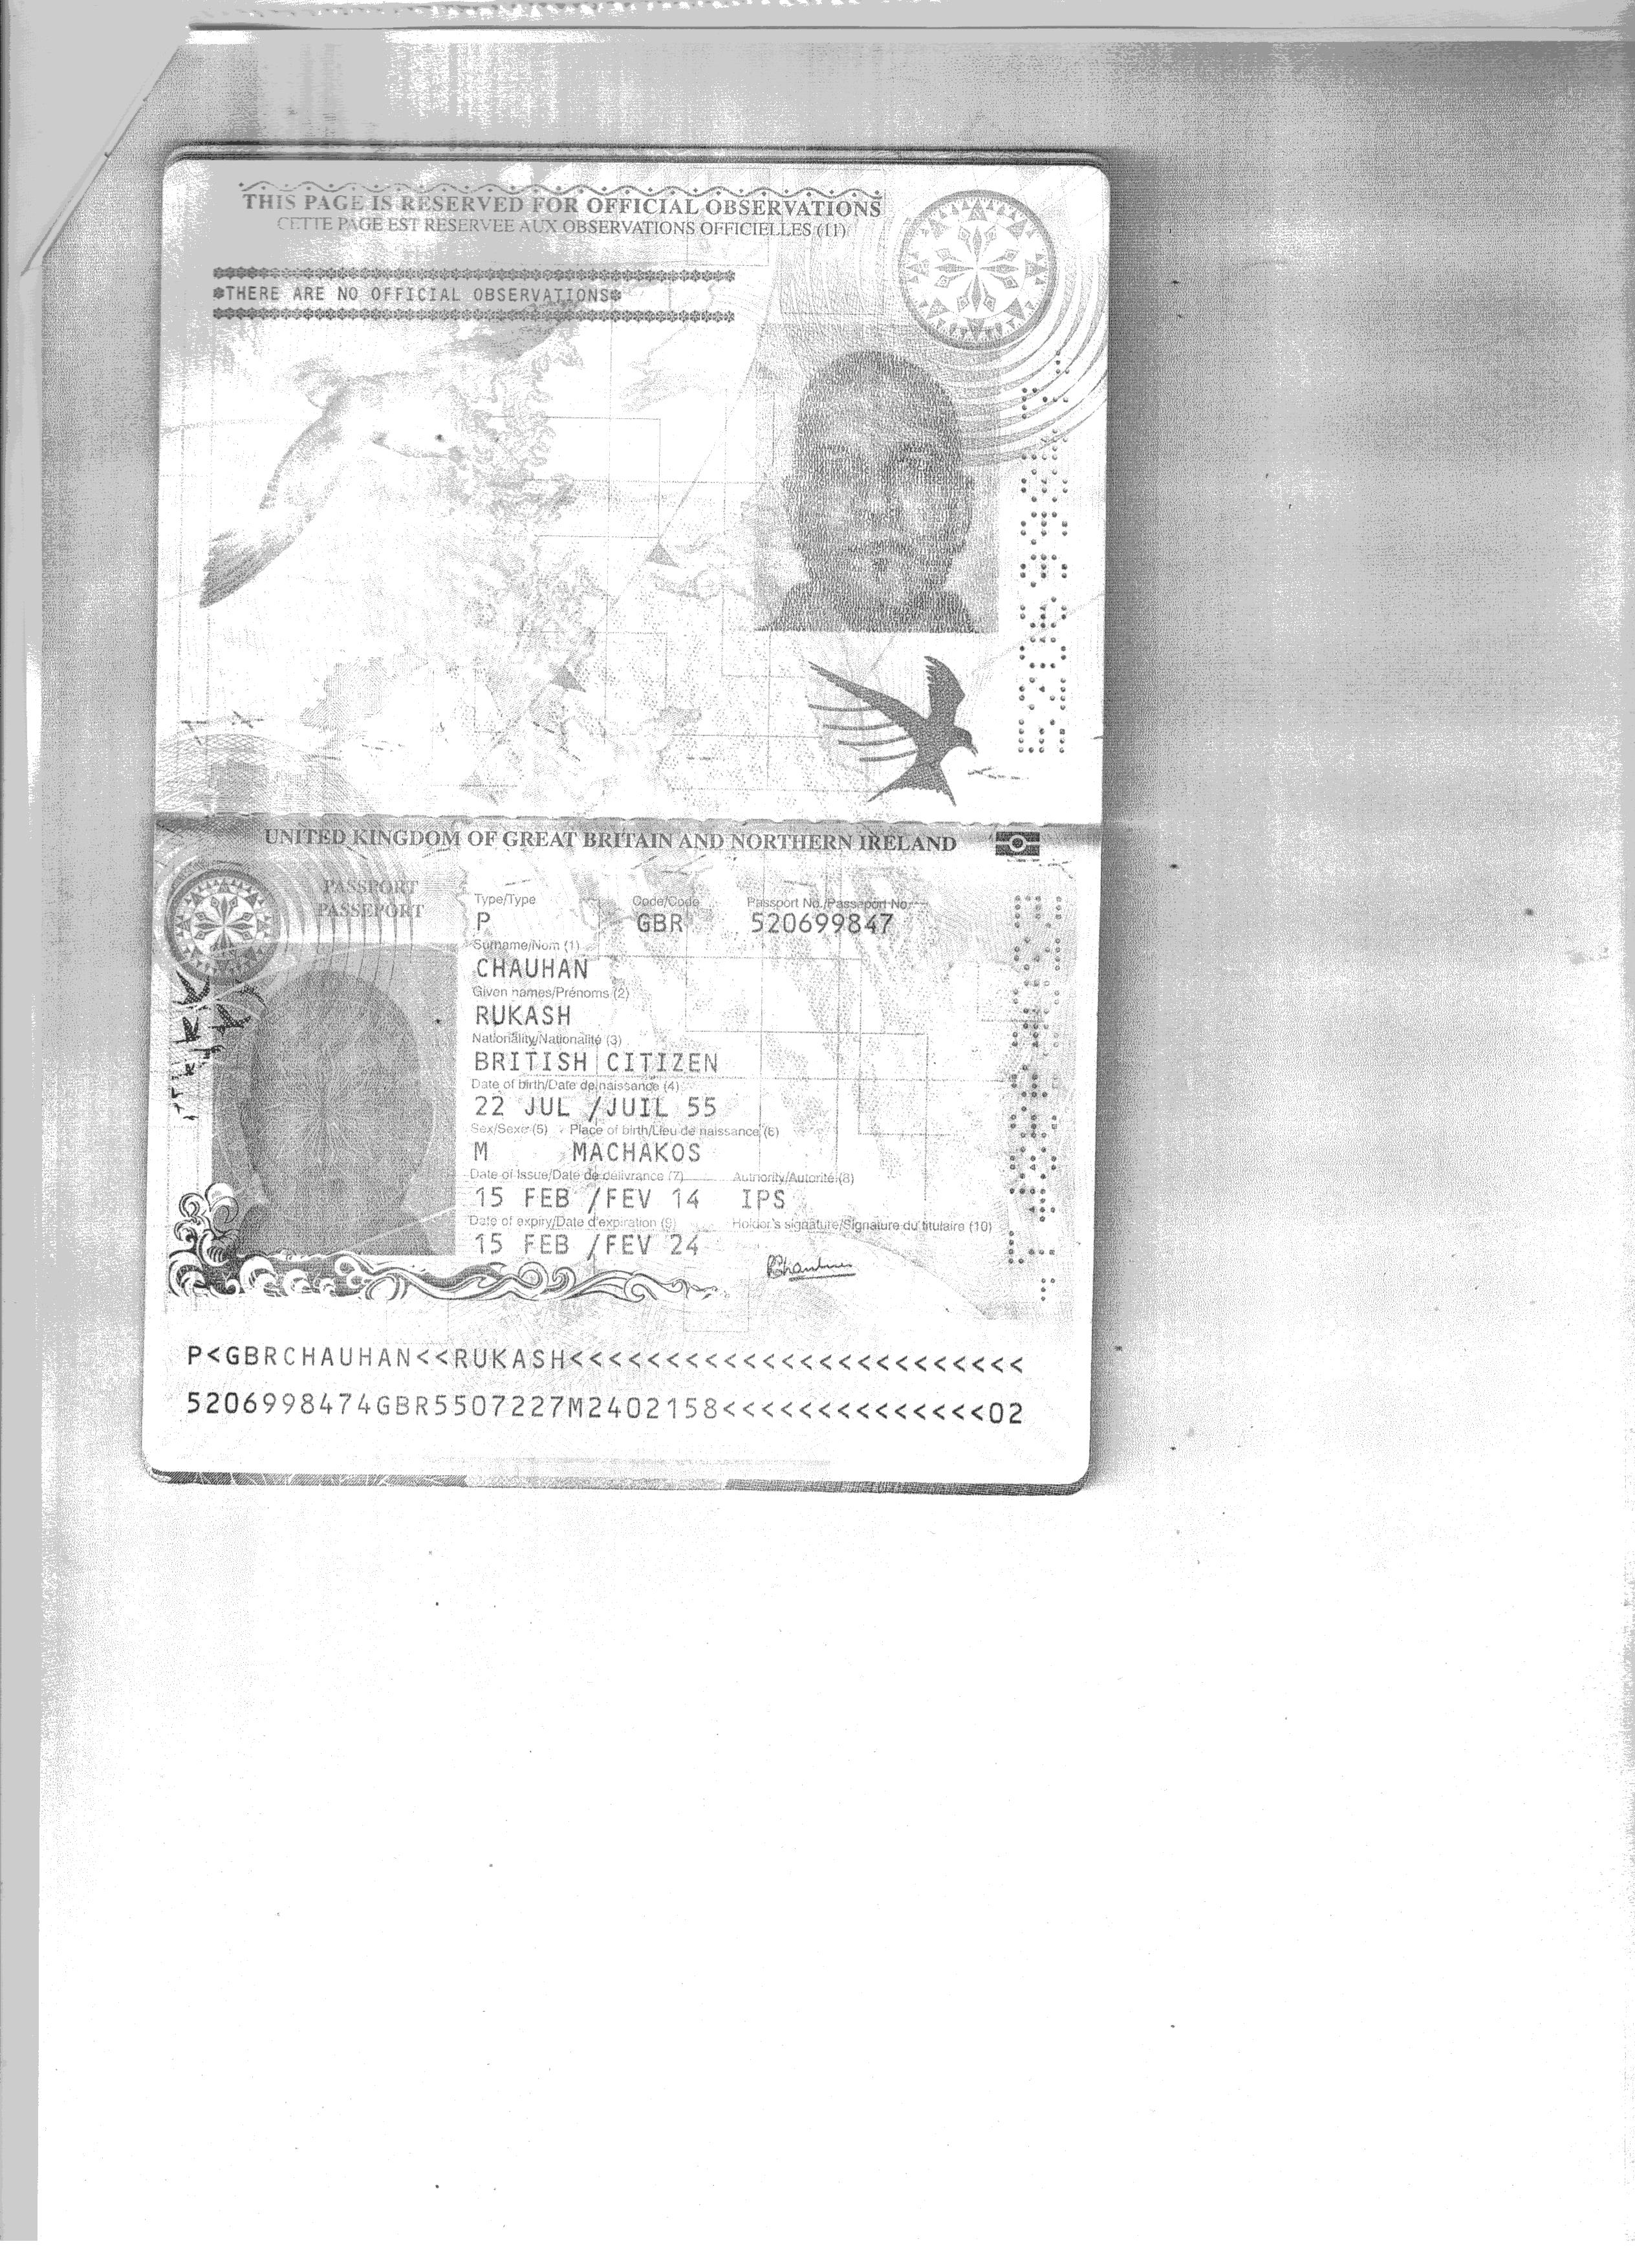 THIS PAGE IS RESERVED FOR OFFICIAL OBSERVATIONS
CETTE PAGE EST RESERVEE AUX OBSERVATIONS OFFICIELLES (11)
*THERE ARE NO OFFICIAL OBSERVATIONS*
UNITED KINGDOM OF GREAT BRITAIN AND NORTHERN IRELAND
PASSPORT
PASSEPORT
Type/Type Code/Code Passport No./Passeport No.
P GBR 520699847
Surname/Nom (1)
CHAUHAN
Given names/Prénoms (2)
RUKASH
Nationality/Nationalité (3)
BRITISH CITIZEN
Date of birth/Date de naissance (4)
22 JUL /JUIL 55
Sex/Sexe (5) Place of birth/Lieu de naissance (6)
M MACHAKOS
Date of issue/Date de délivrance (7) Authority/Autorité (8)
15 FEB /FEV 14 IPS
Date of expiry/Date d'expiration (9) Holder's signature/Signature du titulaire (10)
15 FEB /FEV 24
P<GBRCHAUHAN<<RUKASH<<<<<<<<<<<<<<<<<<<<<<<<
5206998474GBR5507227M2402158<<<<<<<<<<<<<<02